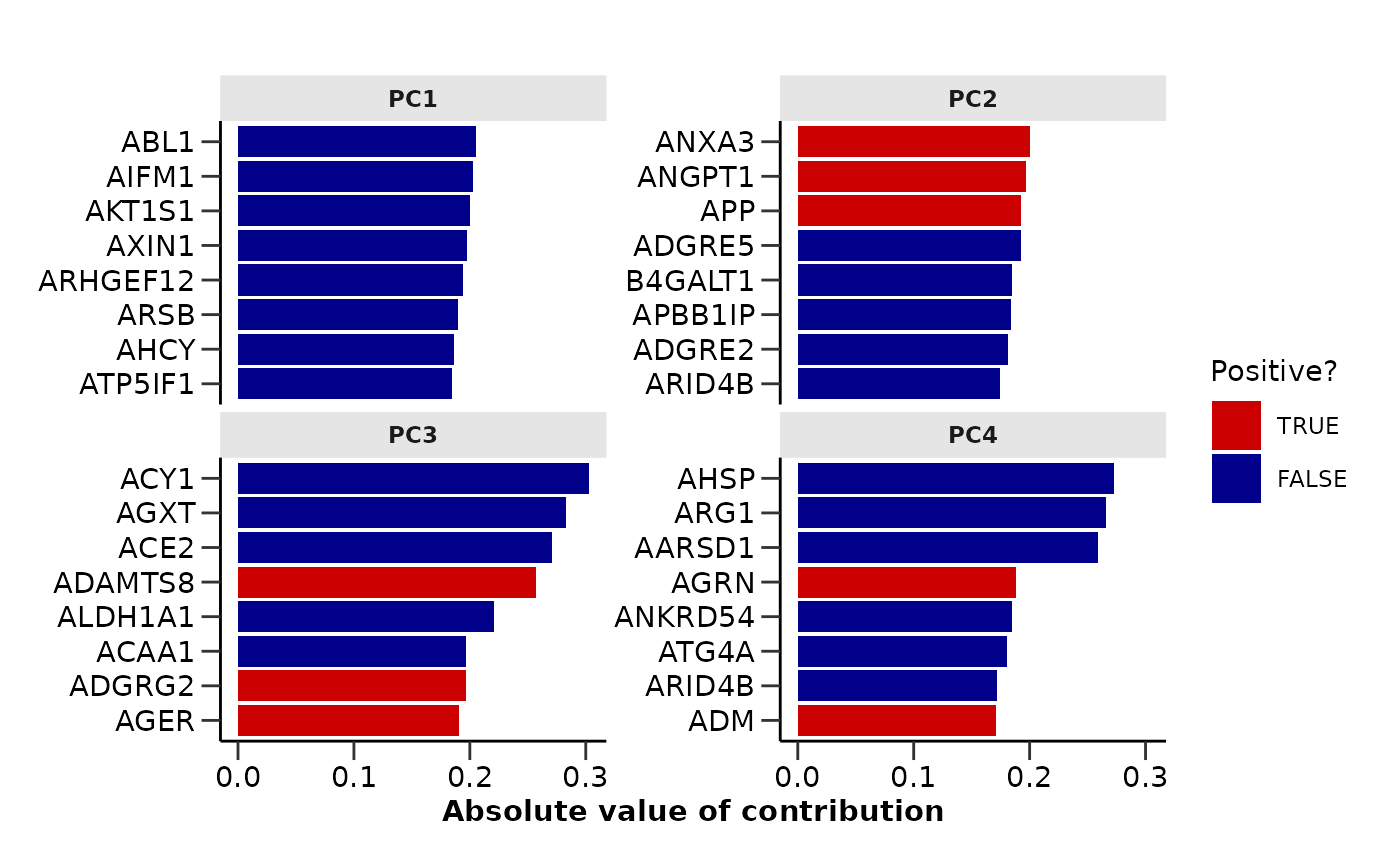 PC1
ABL1
AIFM1
AKT1S1
AXIN1
ARHGEF12
ARSB
AHCY
ATP5IF1
PC2
ANXA3
ANGPT1
APP
ADGRE5
B4GALT1
APBB1IP
ADGRE2
ARID4B
PC3
ACY1
AGXT
ACE2
ADAMTS8
ALDH1A1
ACAA1
ADGRG2
AGER
0.0 0.1 0.2 0.3
PC4
AHSP
ARG1
AARSD1
AGRN
ANKRD54
ATG4A
ARID4B
ADM
0.0 0.1 0.2 0.3
Absolute value of contribution
Positive?
TRUE
FALSE